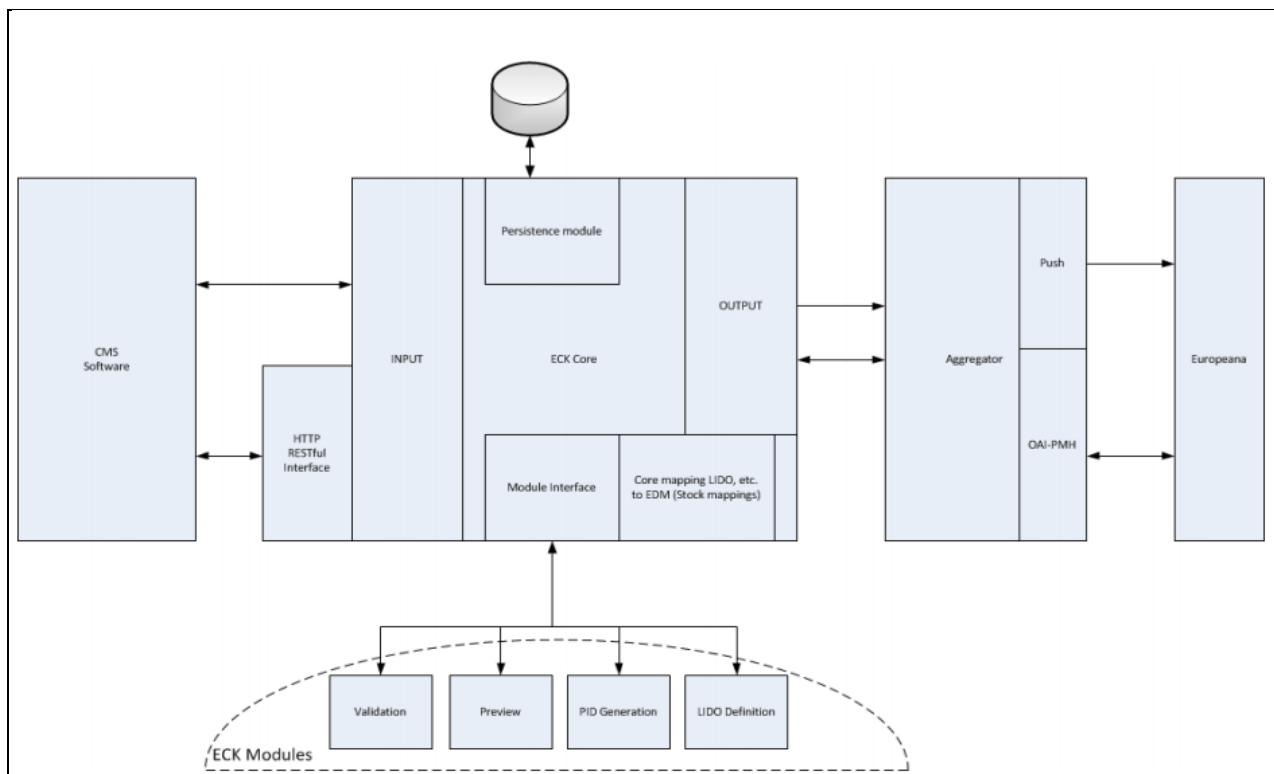 Persistence module
CMS
Software
INPUT
ECK Core
OUTPUT
HTTP
RESTful
Interface
Module Interface
Core mapping LIDO, etc.
to EDM (Stock mappings)
Aggregator
Push
OAI-PMH
Europeana
Validation
Preview
PID Generation
LIDO Definition
ECK Modules